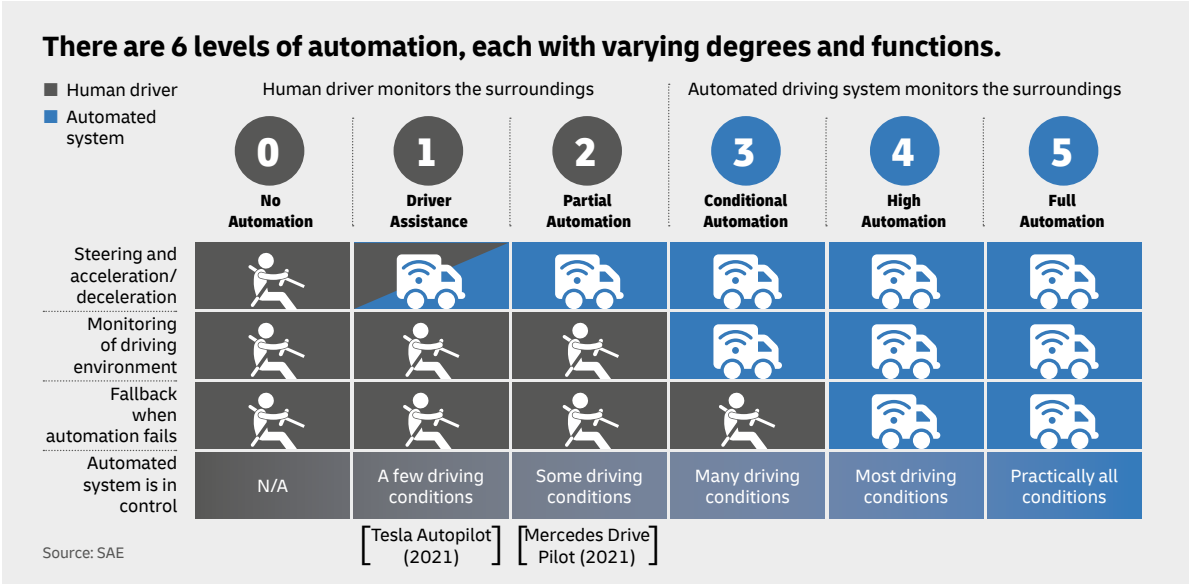 There are 6 levels of automation, each with varying degrees and functions.
Human driver
Automated
system
Human driver monitors the surroundings
Automated driving system monitors the surroundings
0
1
2
3
4
5
No
Automation
Driver
Assistance
Partial
Automation
Conditional
Automation
High
Automation
Full
Automation
Steering and
acceleration/
deceleration
Monitoring
of driving
environment
Fallback
when
automation fails
Automated
system is in
control
N/A
A few driving
conditions
Some driving
conditions
Many driving
conditions
Most driving
conditions
Practically all
conditions
[Tesla Autopilot
(2021)]
[Mercedes Drive
Pilot (2021)]
Source: SAE